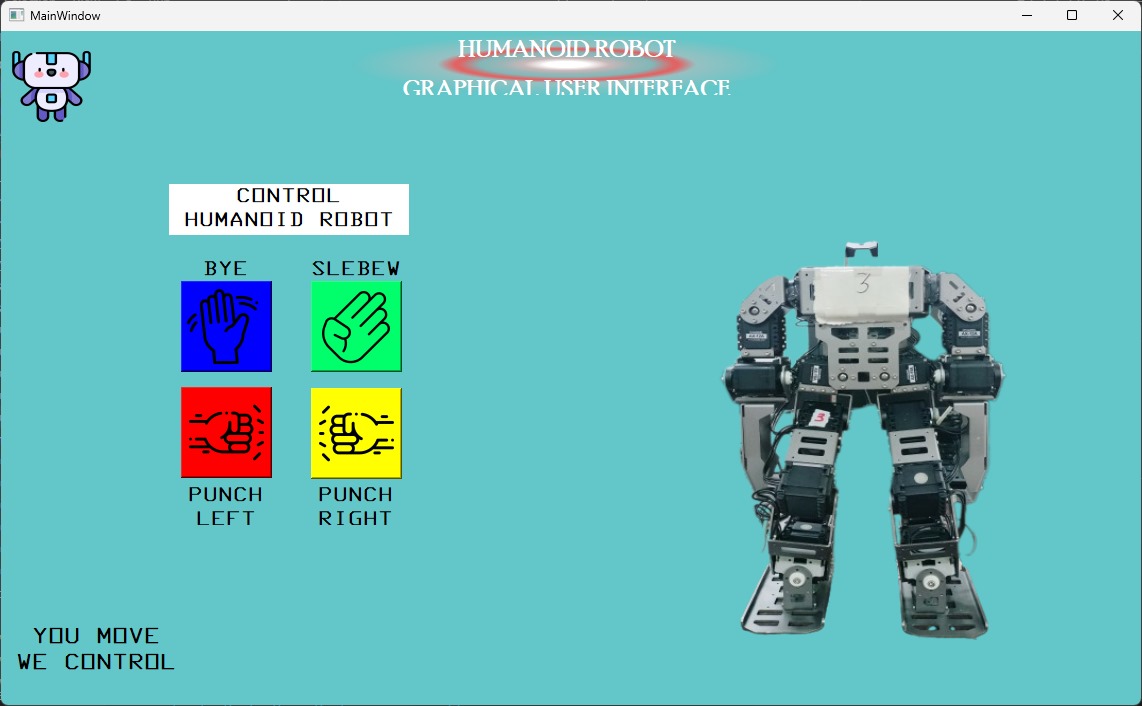 MainWindow
HUMANOID ROBOT
GRAPHICAL USER INTERFACE
CONTROL
HUMANOID ROBOT
BYE
SLEBEW
3
3
PUNCH
LEFT
PUNCH
RIGHT
YOU MOVE
WE CONTROL